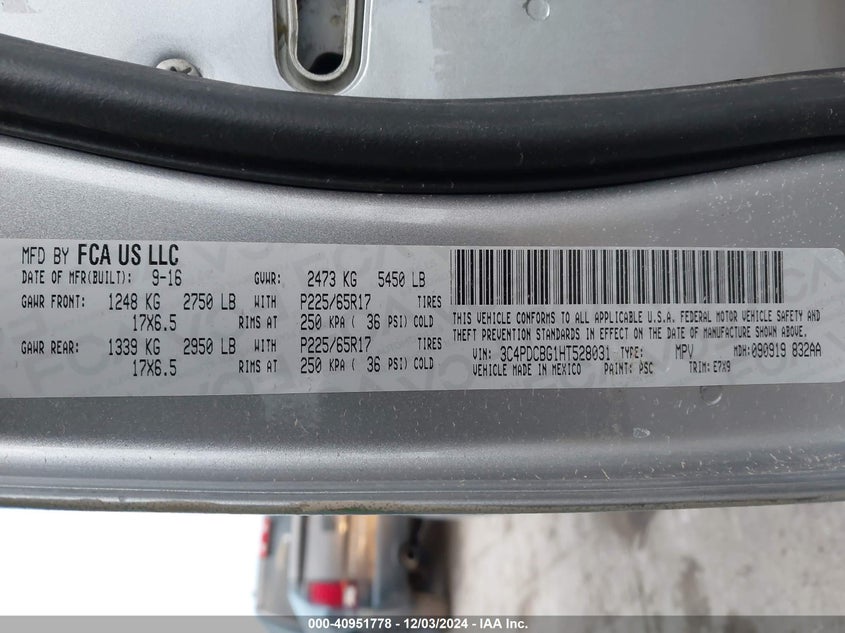 MFD BY FCA US LLC
DATE OF MFR(BUILT): 9-16 GVWR: 2473 KG 5450 LB
GAWR FRONT: 1248 KG 2750 LB WITH P225/65R17 TIRES
17X6.5 RIMS AT 250 KPA ( 36 PSI) COLD
GAWR REAR: 1339 KG 2950 LB WITH P225/65R17 TIRES
17X6.5 RIMS AT 250 KPA ( 36 PSI) COLD
THIS VEHICLE CONFORMS TO ALL APPLICABLE U.S.A. FEDERAL MOTOR VEHICLE SAFETY AND
THEFT PREVENTION STANDARDS IN EFFECT ON THE DATE OF MANUFACTURE SHOWN ABOVE.
VIN: 3C4PDCBG1HT528031 TYPE: MPV MDH: 090919 832AA
VEHICLE MADE IN MEXICO PAINT: PSC TRIM: E7X9
000-40951778 - 12/03/2024 - IAA Inc.